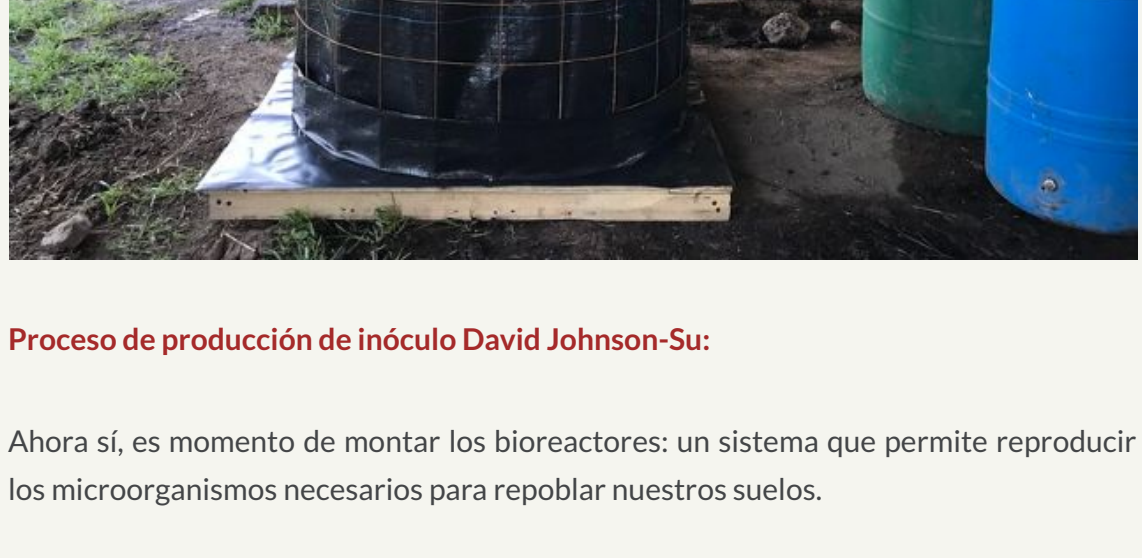 Proceso de producción de inóculo David Johnson-Su:
Ahora sí, es momento de montar los bioreactores: un sistema que permite reproducir
los microorganismos necesarios para repoblar nuestros suelos.